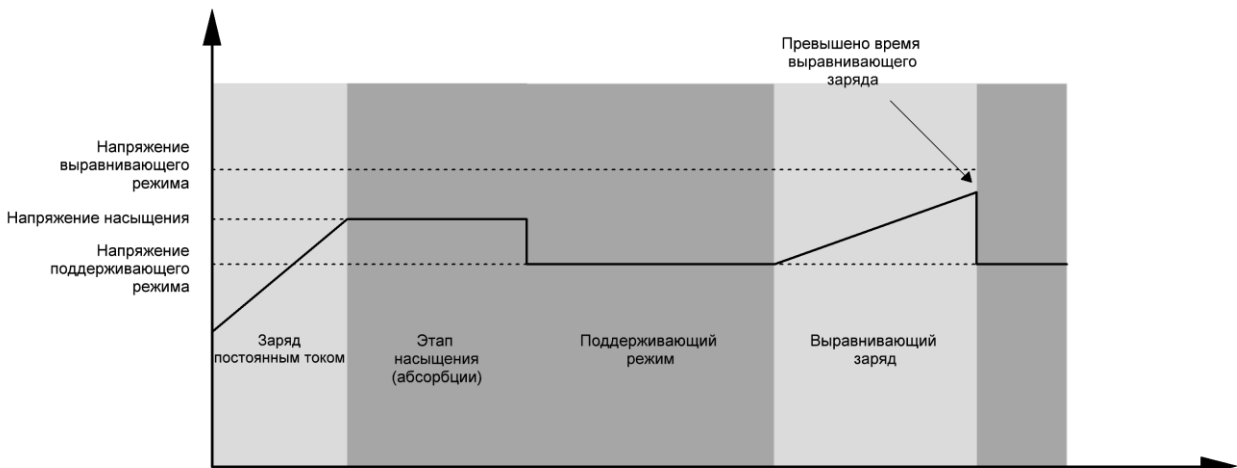 Превышено время
выравнивающего
заряда
Напряжение
выравнивающего
режима
Напряжение насыщения
Напряжение
поддерживающего
режима
Заряд
постоянным током
Этап
насыщения
(абсорбции)
Поддерживающий
режим
Выравнивающий
заряд